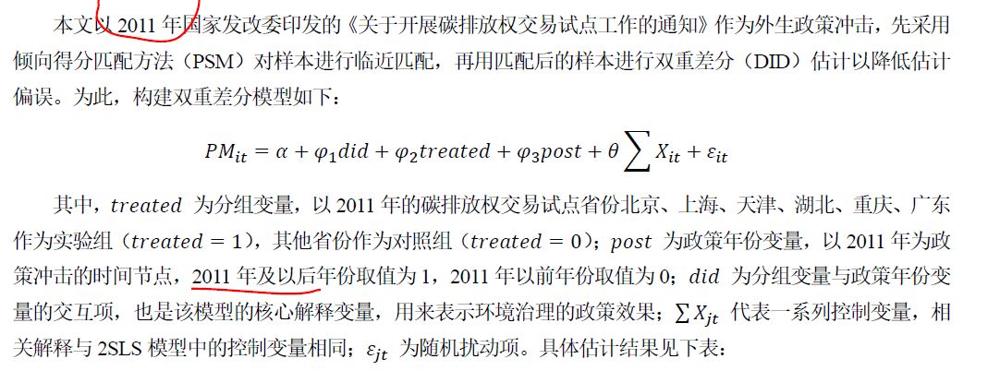 本文以 2011 年国家发改委印发的《关于开展碳排放权交易试点工作的通知》作为外生政策冲击，先采用
倾向得分匹配方法（PSM）对样本进行临近匹配，再用匹配后的样本进行双重差分（DID）估计以降低估计
偏误。为此，构建双重差分模型如下：
PM_{it} = α + φ_1did + φ_2treated + φ_3post + θ∑X_{it} + ε_{it}
其中，treated 为分组变量，以 2011 年的碳排放权交易试点省份北京、上海、天津、湖北、重庆、广东
作为实验组（treated = 1），其他省份作为对照组（treated = 0）；post 为政策年份变量，以 2011 年为政
策冲击的时间节点，2011 年及以后年份取值为 1，2011 年以前年份取值为 0；did 为分组变量与政策年份变
量的交互项，也是该模型的核心解释变量，用来表示环境治理的政策效果；∑X_{jt} 代表一系列控制变量，相
关解释与 2SLS 模型中的控制变量相同；ε_{jt} 为随机扰动项。具体估计结果见下表：